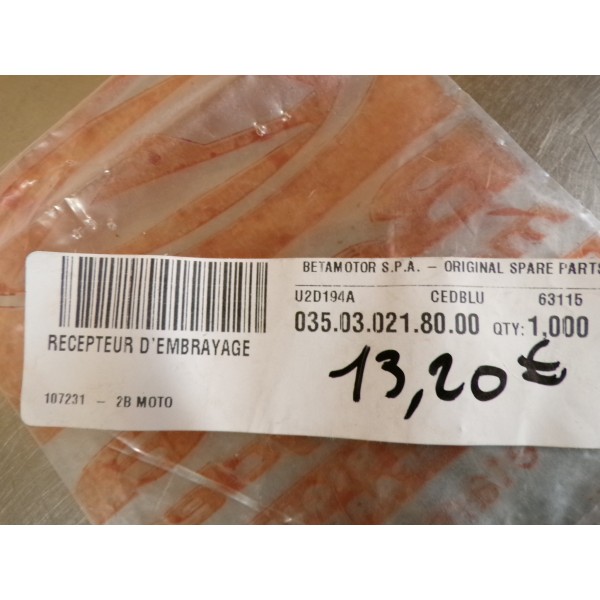 BETAMOTOR S.P.A. – ORIGINAL SPARE PARTS
U2D194A CEDBLU 63115
035.03.021.80.00 QTY: 1,000
RECEPTEUR D'EMBRAYAGE
13,20€
107231 – 2B MOTO